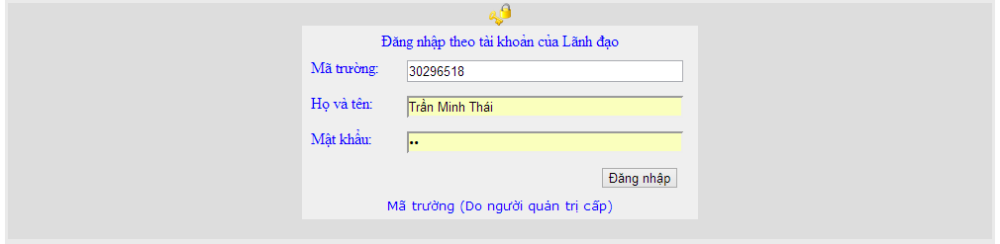 Đăng nhập theo tài khoản của Lãnh đạo
Mã trường: 30296518
Họ và tên: Trần Minh Thái
Mật khẩu: ••
Đăng nhập
Mã trường (Do người quản trị cấp)